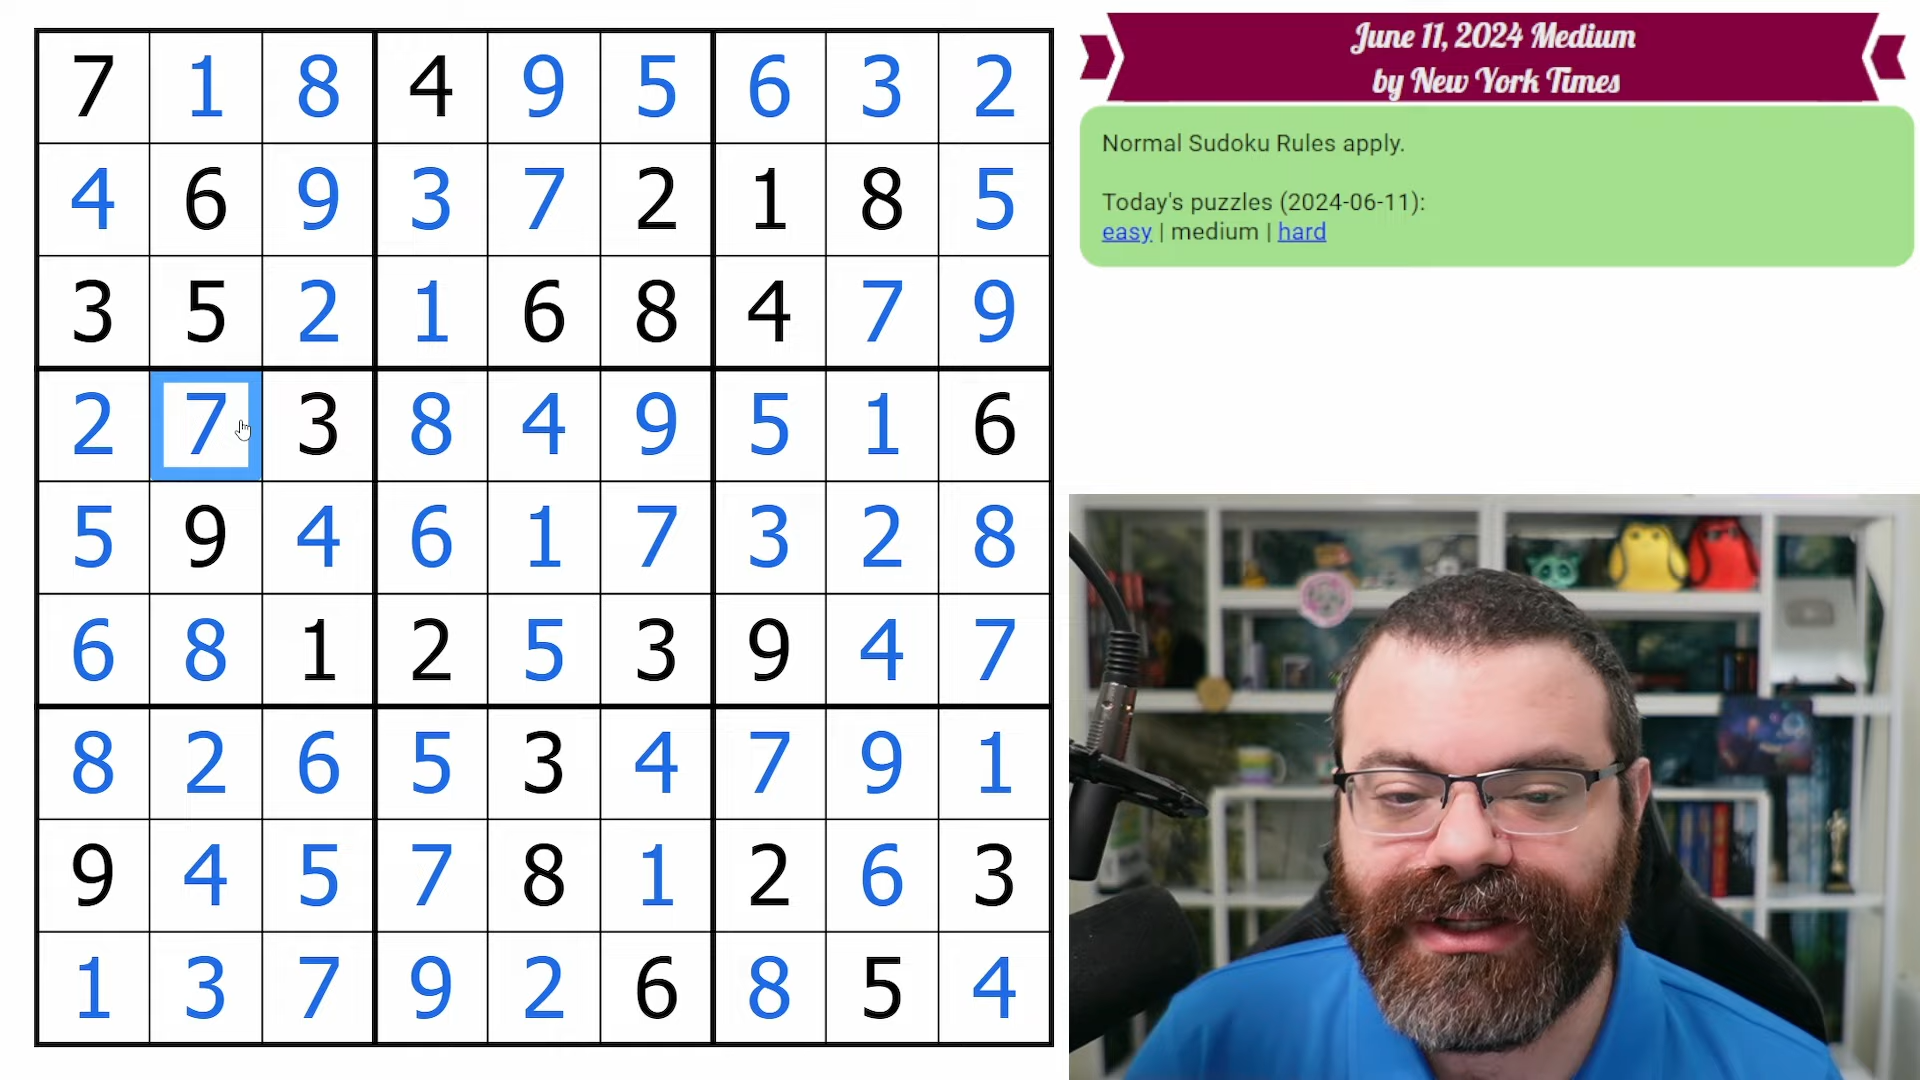 7 1 8 4 9 5 6 3 2
4 6 9 3 7 2 1 8 5
3 5 2 1 6 8 4 7 9
2 7 3 8 4 9 5 1 6
5 9 4 6 1 7 3 2 8
6 8 1 2 5 3 9 4 7
8 2 6 5 3 4 7 9 1
9 4 5 7 8 1 2 6 3
1 3 7 9 2 6 8 5 4
June 11, 2024 Medium
by New York Times
Normal Sudoku Rules apply.
Today's puzzles (2024-06-11):
easy | medium | hard